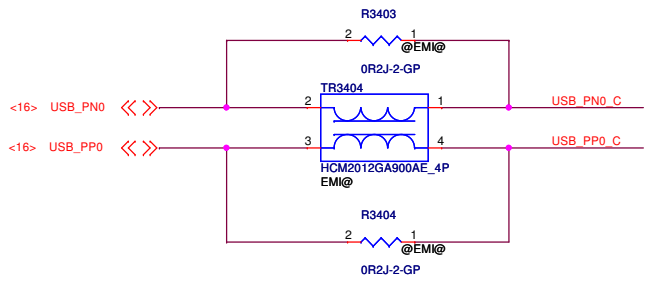 R3403
2 1
@EMI@
0R2J-2-GP
TR3404
<16> USB_PN0 2 1 USB_PN0_C
<16> USB_PP0 3 4 USB_PP0_C
HCM2012GA900AE_4P
EMI@
R3404
2 1
@EMI@
0R2J-2-GP